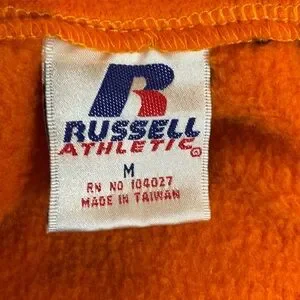 R
RUSSELL
ATHLETIC®
M
RN NO 104027
MADE IN TAIWAN